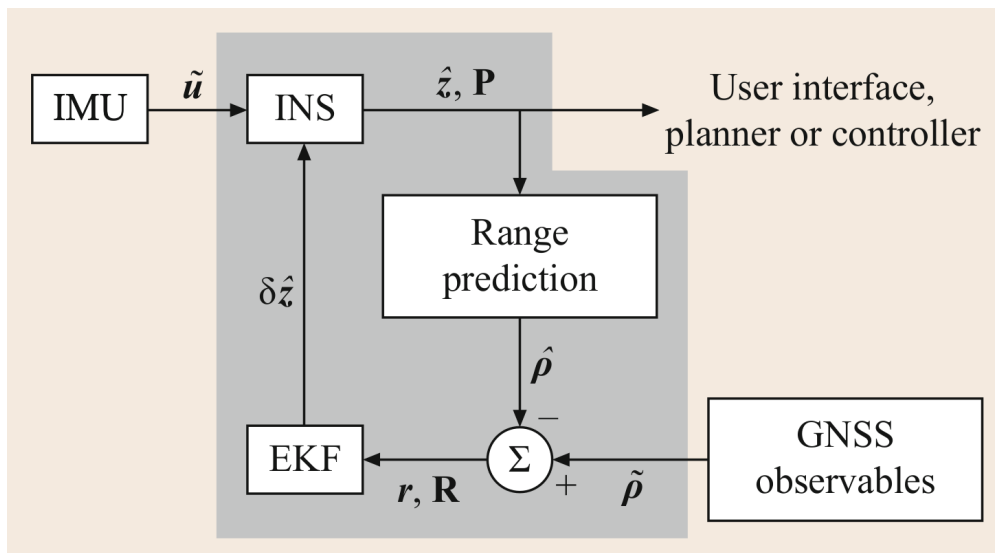 IMU
ũ
INS
ẑ, P
User interface,
planner or controller
Range
prediction
δẑ
ρ̂
−
GNSS
observables
EKF
r, R
Σ
+
ρ̃